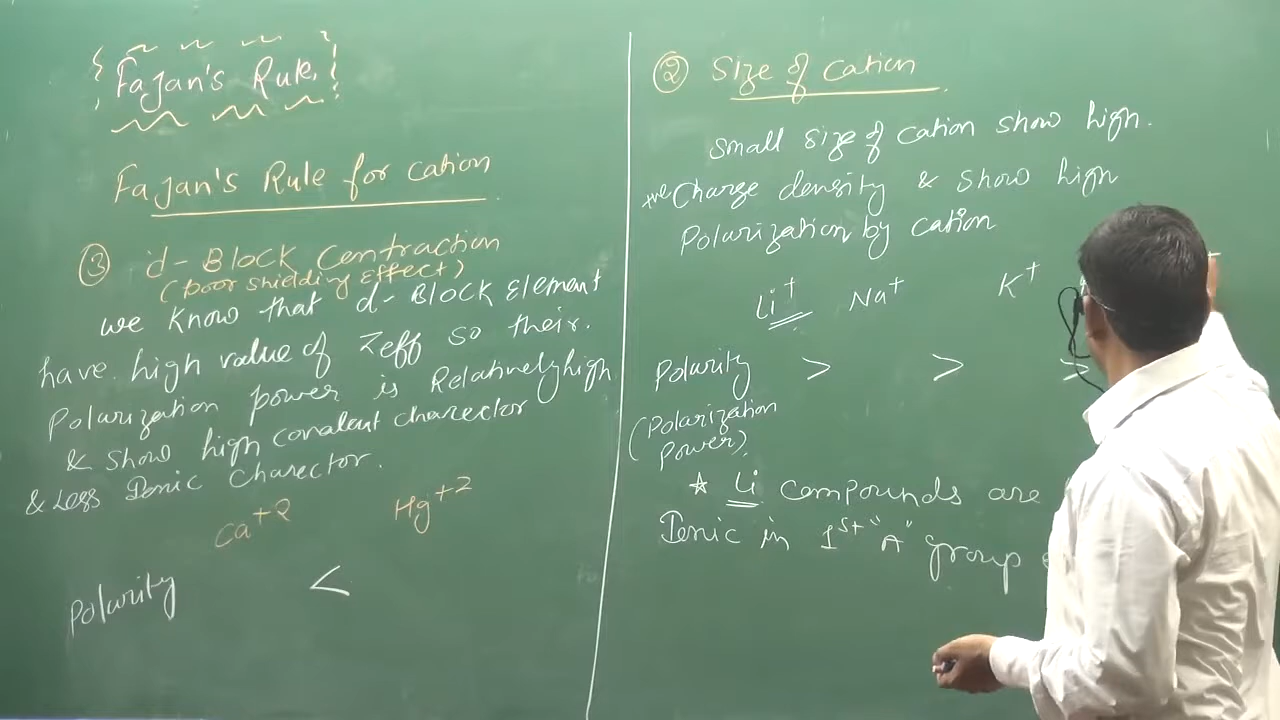 Fajan's Rule.
Fajan's Rule for cation
③ d-Block Contraction
(poor shielding Effect)
we know that d-Block Element
have high value of Zeff so their.
Polarization power is Relatively high
& show high covalent charector
& Less Ionic Charector.
Ca+2 Hg+2
Polarity <
② Size of Cation
Small size of cation show high.
+ve Charge density & show high
Polarization by cation
Li+ Na+ K+
Polarity > > >
(Polarization
Power).
☆ Li compounds are
Ionic in 1st "A" group